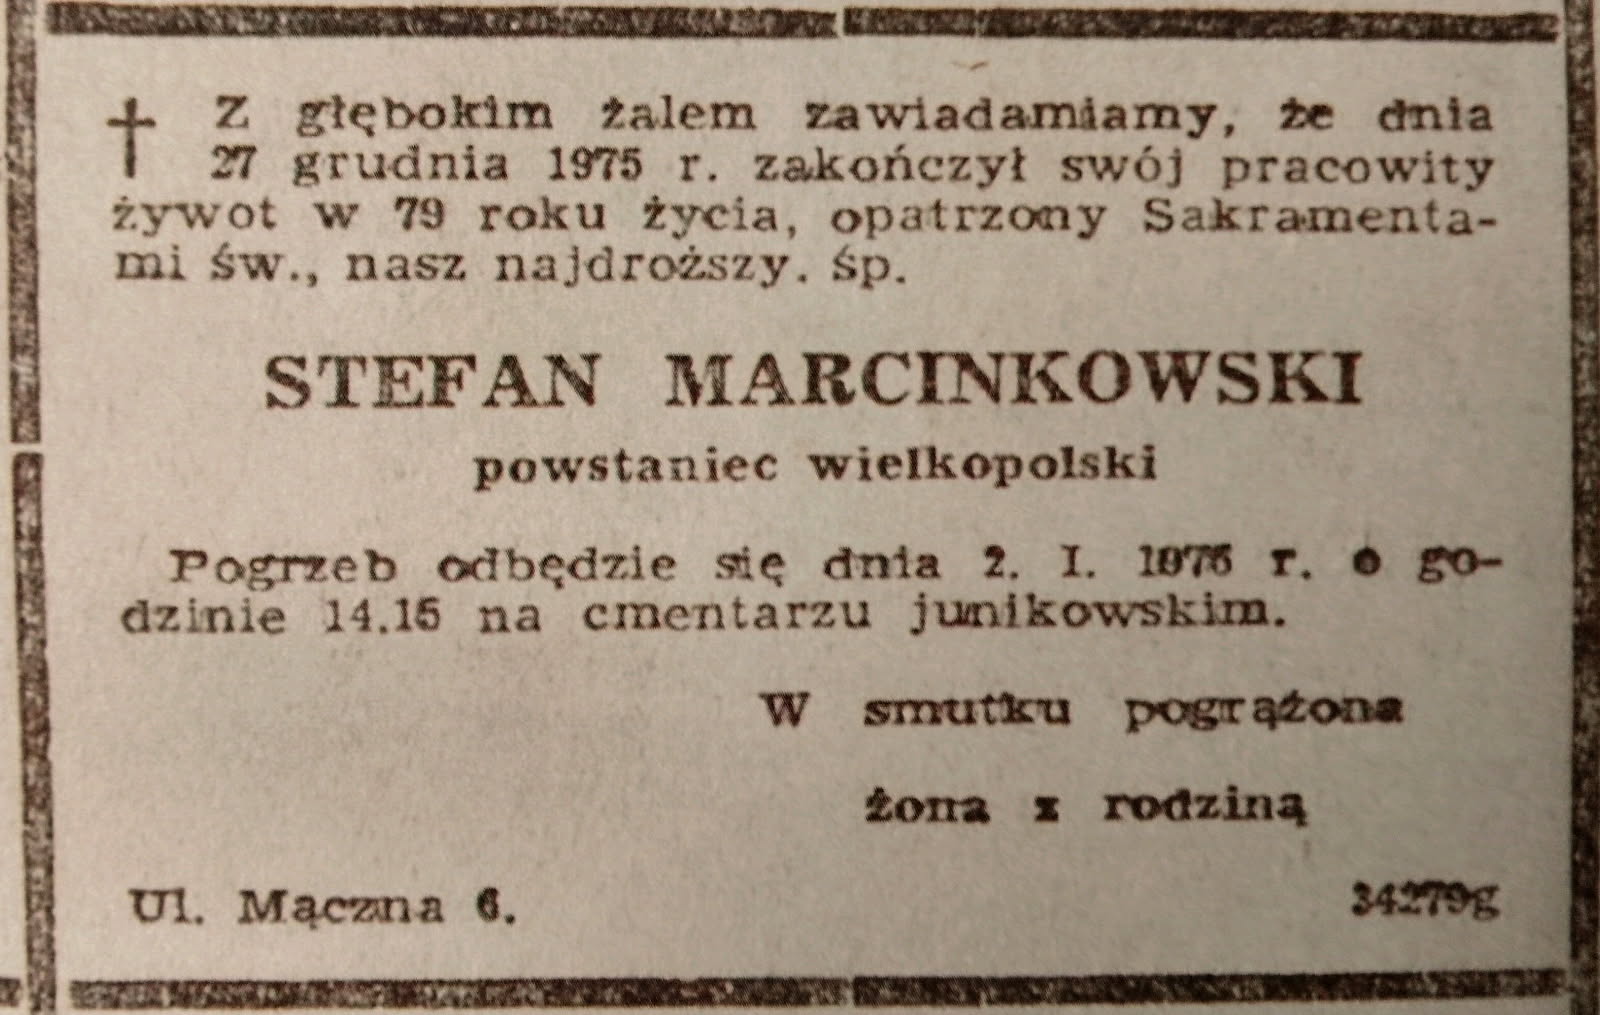 † Z głębokim żalem zawiadamiamy, że dnia
27 grudnia 1975 r. zakończył swój pracowity
żywot w 79 roku życia, opatrzony Sakramenta-
mi św., nasz najdroższy. śp.
STEFAN MARCINKOWSKI
powstaniec wielkopolski
Pogrzeb odbędzie się dnia 2. I. 1976 r. o go-
dzinie 14.15 na cmentarzu junikowskim.
W smutku pogrążona
żona z rodziną
Ul. Mączna 6.
34279g